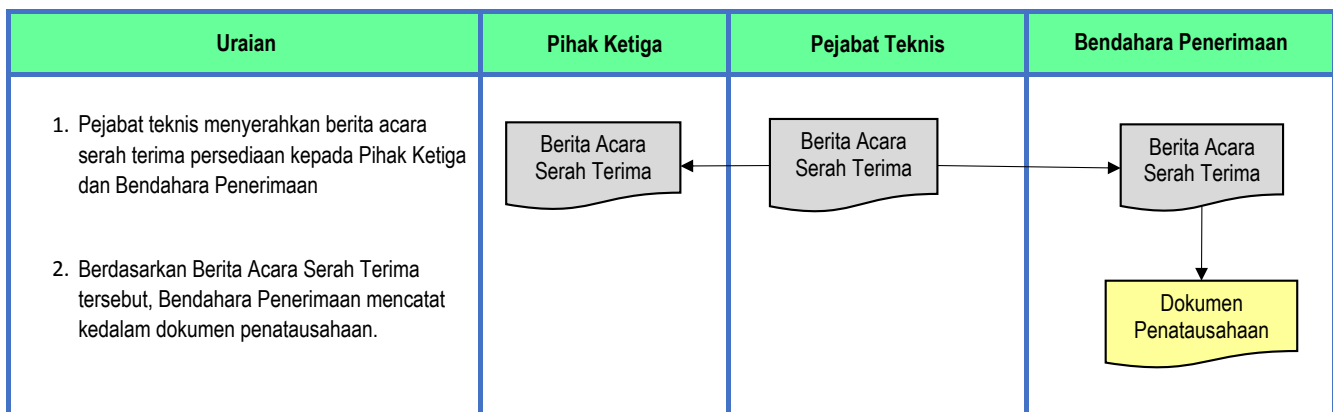 Uraian
Pihak Ketiga
Pejabat Teknis
Bendahara Penerimaan
1. Pejabat teknis menyerahkan berita acara
serah terima persediaan kepada Pihak Ketiga
dan Bendahara Penerimaan
2. Berdasarkan Berita Acara Serah Terima
tersebut, Bendahara Penerimaan mencatat
kedalam dokumen penatausahaan.
Berita Acara
Serah Terima
Berita Acara
Serah Terima
Berita Acara
Serah Terima
Dokumen
Penatausahaan